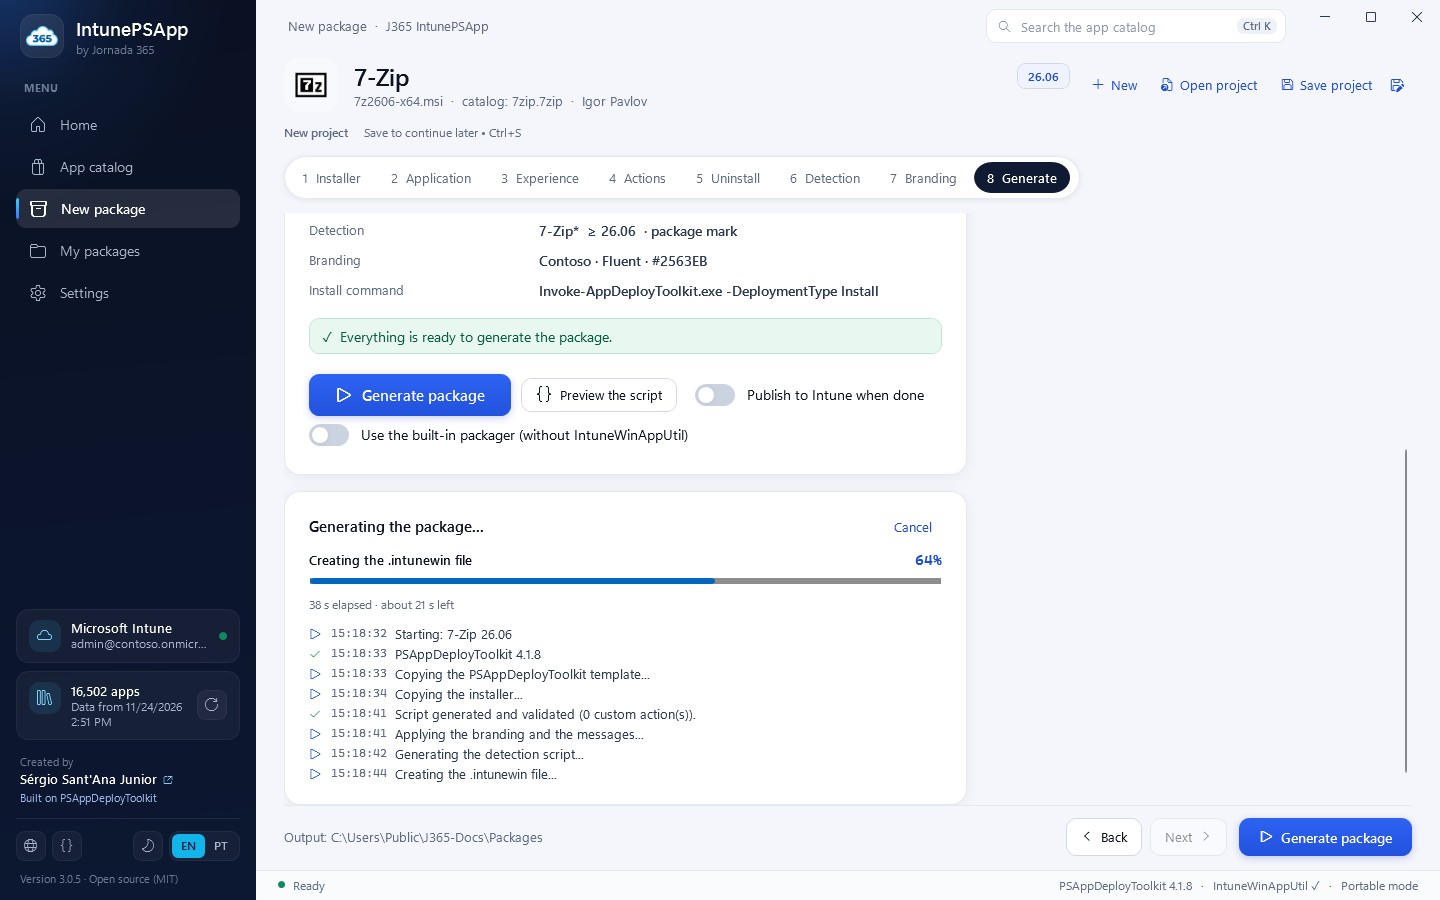 365
IntunePSApp
by Jornada 365
MENU
Home
App catalog
New package
My packages
Settings
Microsoft Intune
admin@contoso.onmicr...
16,502 apps
Data from 11/24/2026
2:51 PM
Created by
Sérgio Sant'Ana Junior
Built on PSAppDeployToolkit
{}
EN
PT
Version 3.0.5 · Open source (MIT)
New package · J365 IntunePSApp
Search the app catalog
Ctrl K
7z
7-Zip
7z2606-x64.msi · catalog: 7zip.7zip · Igor Pavlov
26.06
New
Open project
Save project
New project
Save to continue later • Ctrl+S
1 Installer
2 Application
3 Experience
4 Actions
5 Uninstall
6 Detection
7 Branding
8 Generate
Detection
7-Zip* ≥ 26.06 · package mark
Branding
Contoso · Fluent · #2563EB
Install command
Invoke-AppDeployToolkit.exe -DeploymentType Install
✓ Everything is ready to generate the package.
Generate package
{} Preview the script
Publish to Intune when done
Use the built-in packager (without IntuneWinAppUtil)
Generating the package...
Cancel
Creating the .intunewin file
64%
38 s elapsed · about 21 s left
15:18:32 Starting: 7-Zip 26.06
15:18:33 PSAppDeployToolkit 4.1.8
15:18:33 Copying the PSAppDeployToolkit template...
15:18:34 Copying the installer...
15:18:41 Script generated and validated (0 custom action(s)).
15:18:41 Applying the branding and the messages...
15:18:42 Generating the detection script...
15:18:44 Creating the .intunewin file...
Output: C:\Users\Public\J365-Docs\Packages
Back
Next
Generate package
Ready
PSAppDeployToolkit 4.1.8 · IntuneWinAppUtil ✓ · Portable mode